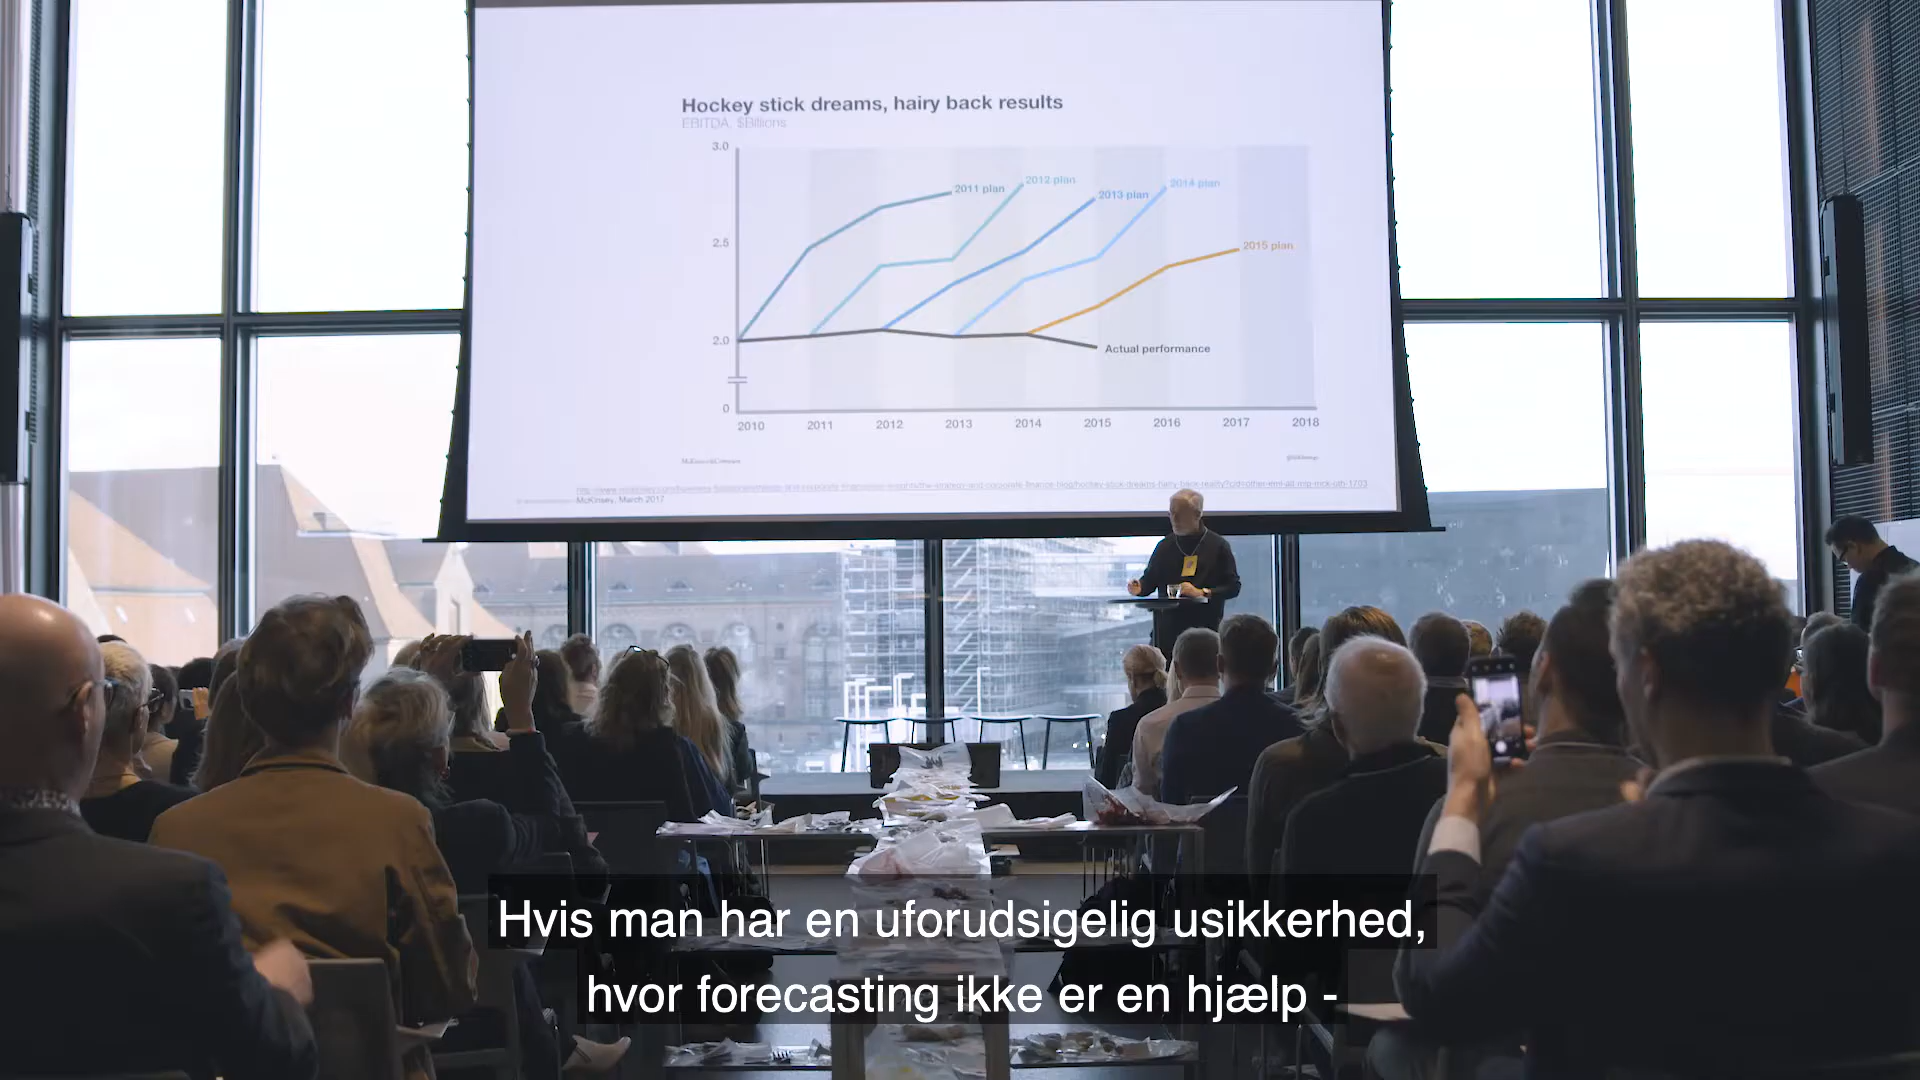 Hockey stick dreams, hairy back results
EBITDA, $Billions
3.0
2.5
2.0
0
2011 plan
2012 plan
2013 plan
2014 plan
2015 plan
Actual performance
2010 2011 2012 2013 2014 2015 2016 2017 2018
McKinsey&Company
McKinsey, March 2017
Hvis man har en uforudsigelig usikkerhed,
hvor forecasting ikke er en hjælp -